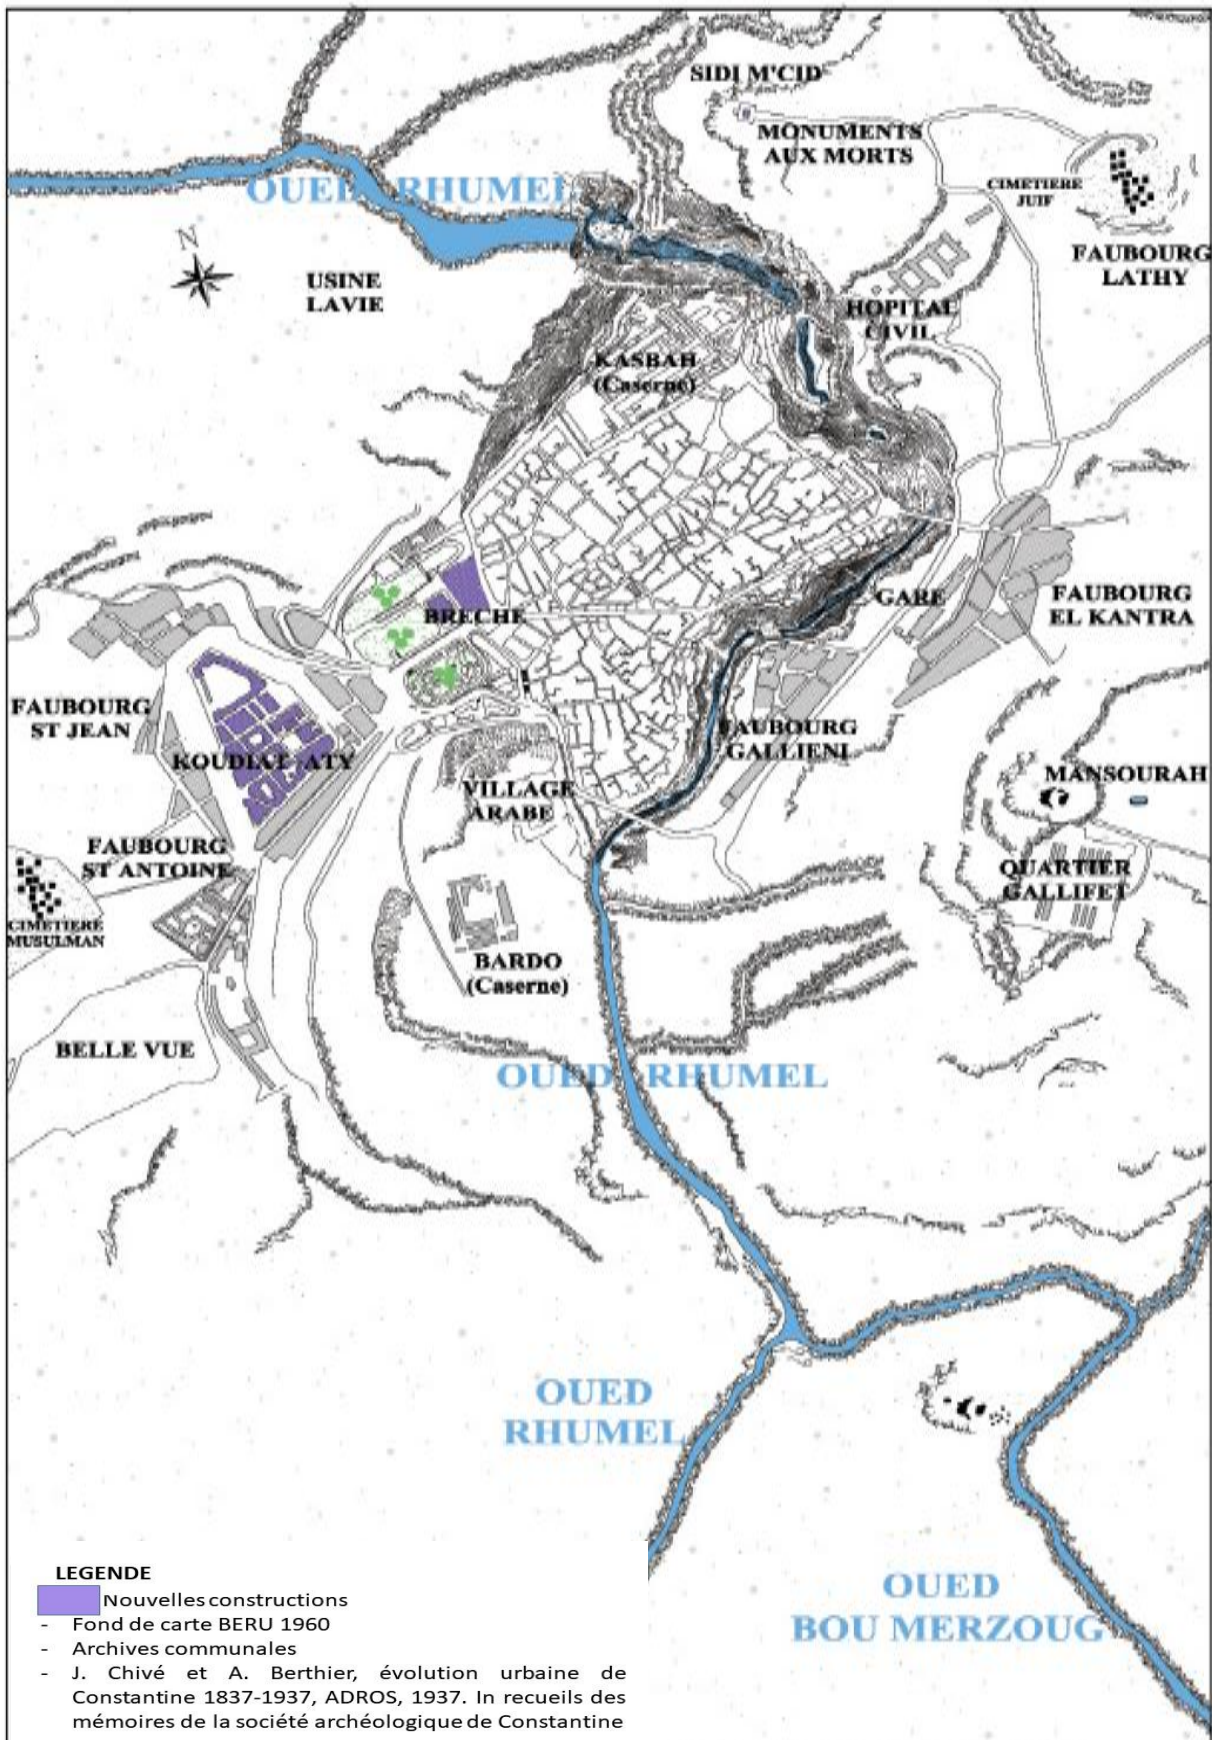 SIDI M'CID
MONUMENTS
AUX MORTS
OUED RHUMEL
CIMETIERE
JUIF
N
FAUBOURG
LATHY
USINE
LAVIE
HOPITAL
CIVIL
KASBAH
(Caserne)
BRECHE
GARE
FAUBOURG
EL KANTRA
FAUBOURG
ST JEAN
FAUBOURG
GALLIENI
KOUDIAT ATY
MANSOURAH
VILLAGE
ARABE
FAUBOURG
ST ANTOINE
QUARTIER
GALLIFET
CIMETIERE
MUSULMAN
BARDO
(Caserne)
BELLE VUE
OUED RHUMEL
OUED
RHUMEL
OUED
BOU MERZOUG
LEGENDE
Nouvelles constructions
- Fond de carte BERU 1960
- Archives communales
- J. Chivé et A. Berthier, évolution urbaine de
Constantine 1837-1937, ADROS, 1937. In recueils des
mémoires de la société archéologique de Constantine